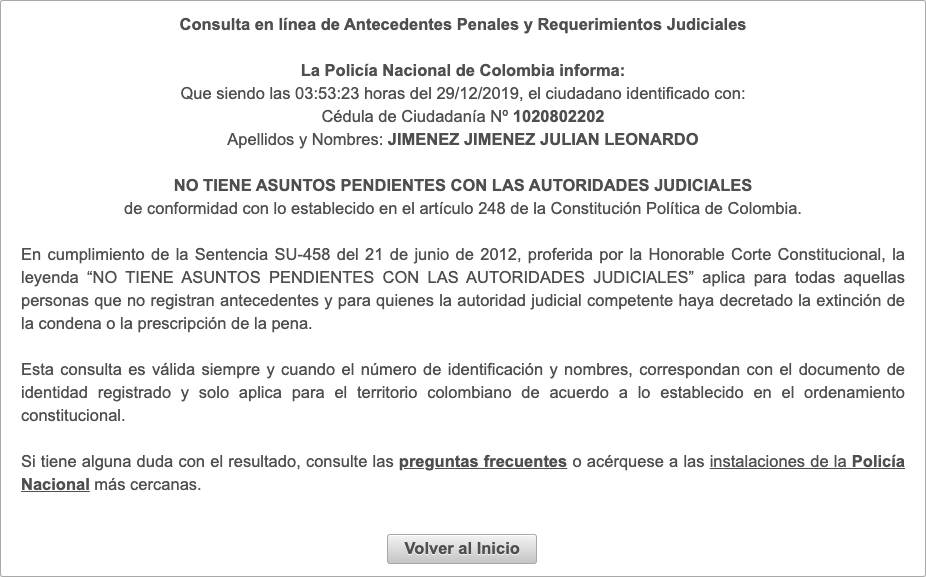 Consulta en línea de Antecedentes Penales y Requerimientos Judiciales
La Policía Nacional de Colombia informa:
Que siendo las 03:53:23 horas del 29/12/2019, el ciudadano identificado con:
Cédula de Ciudadanía Nº 1020802202
Apellidos y Nombres: JIMENEZ JIMENEZ JULIAN LEONARDO
NO TIENE ASUNTOS PENDIENTES CON LAS AUTORIDADES JUDICIALES
de conformidad con lo establecido en el artículo 248 de la Constitución Política de Colombia.
En cumplimiento de la Sentencia SU-458 del 21 de junio de 2012, proferida por la Honorable Corte Constitucional, la
leyenda “NO TIENE ASUNTOS PENDIENTES CON LAS AUTORIDADES JUDICIALES” aplica para todas aquellas
personas que no registran antecedentes y para quienes la autoridad judicial competente haya decretado la extinción de
la condena o la prescripción de la pena.
Esta consulta es válida siempre y cuando el número de identificación y nombres, correspondan con el documento de
identidad registrado y solo aplica para el territorio colombiano de acuerdo a lo establecido en el ordenamiento
constitucional.
Si tiene alguna duda con el resultado, consulte las preguntas frecuentes o acérquese a las instalaciones de la Policía
Nacional más cercanas.
Volver al Inicio